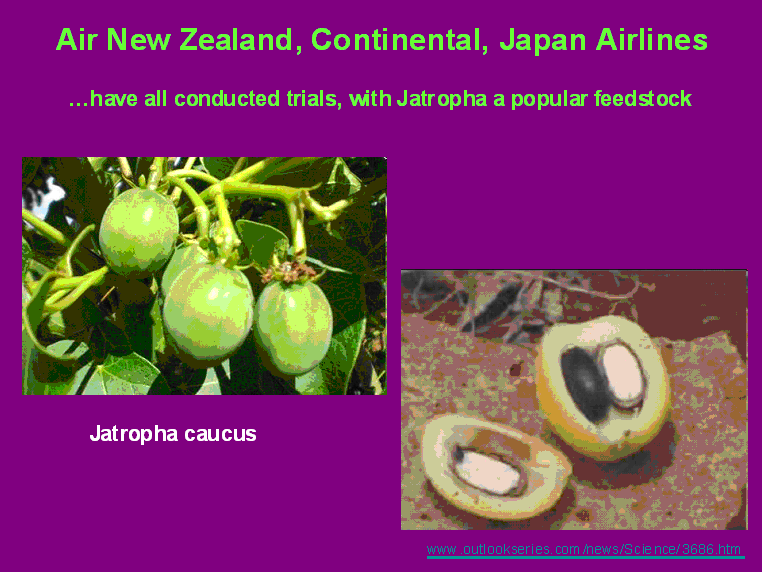 Air New Zealand, Continental, Japan Airlines
…have all conducted trials, with Jatropha a popular feedstock
Jatropha caucus
www.outlookseries.com/news/Science/3686.htm